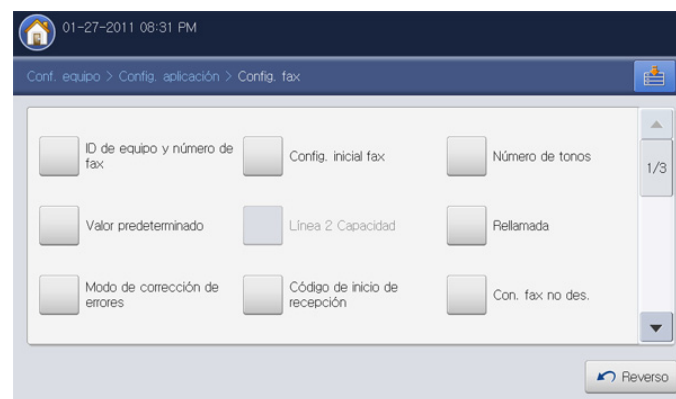 01-27-2011 08:31 PM
Conf. equipo > Config. aplicación > Config. fax
ID de equipo y número de
fax
Config. inicial fax
Número de tonos
1/3
Valor predeterminado
Línea 2 Capacidad
Rellamada
Modo de corrección de
errores
Código de inicio de
recepción
Con. fax no des.
Reverso